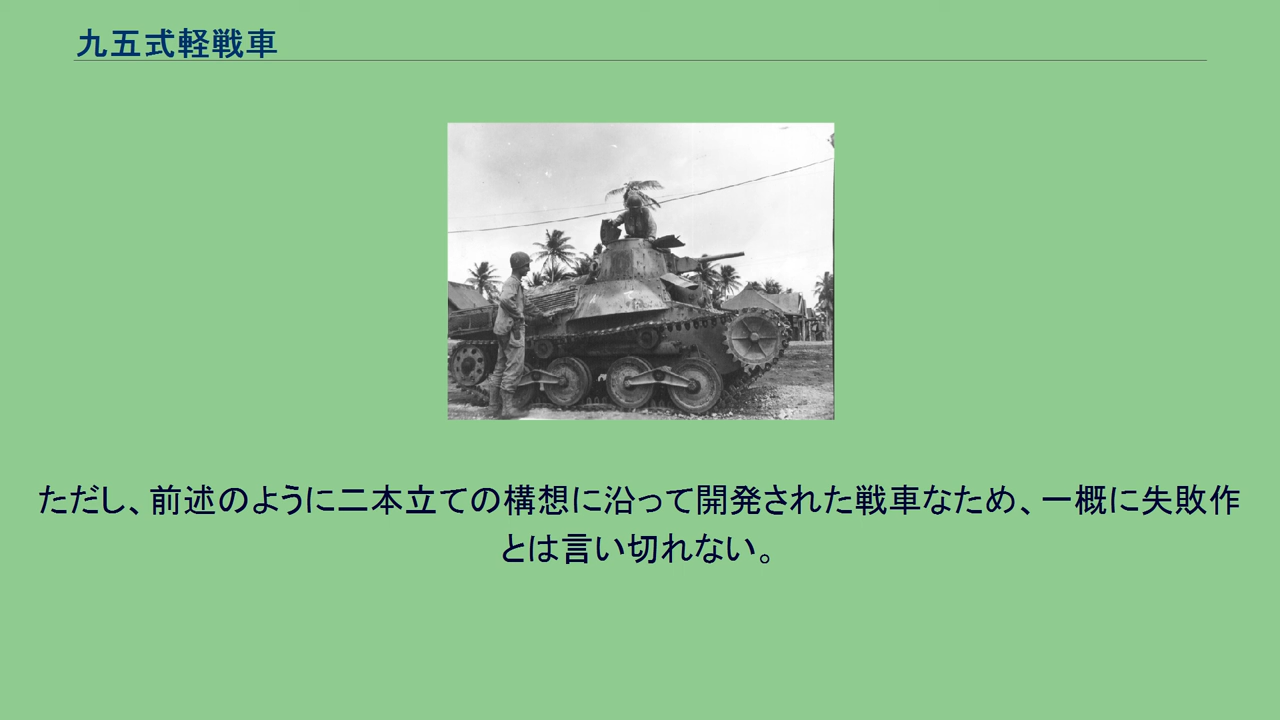 九五式軽戦車
ただし、前述のように二本立ての構想に沿って開発された戦車なため、一概に失敗作
とは言い切れない。